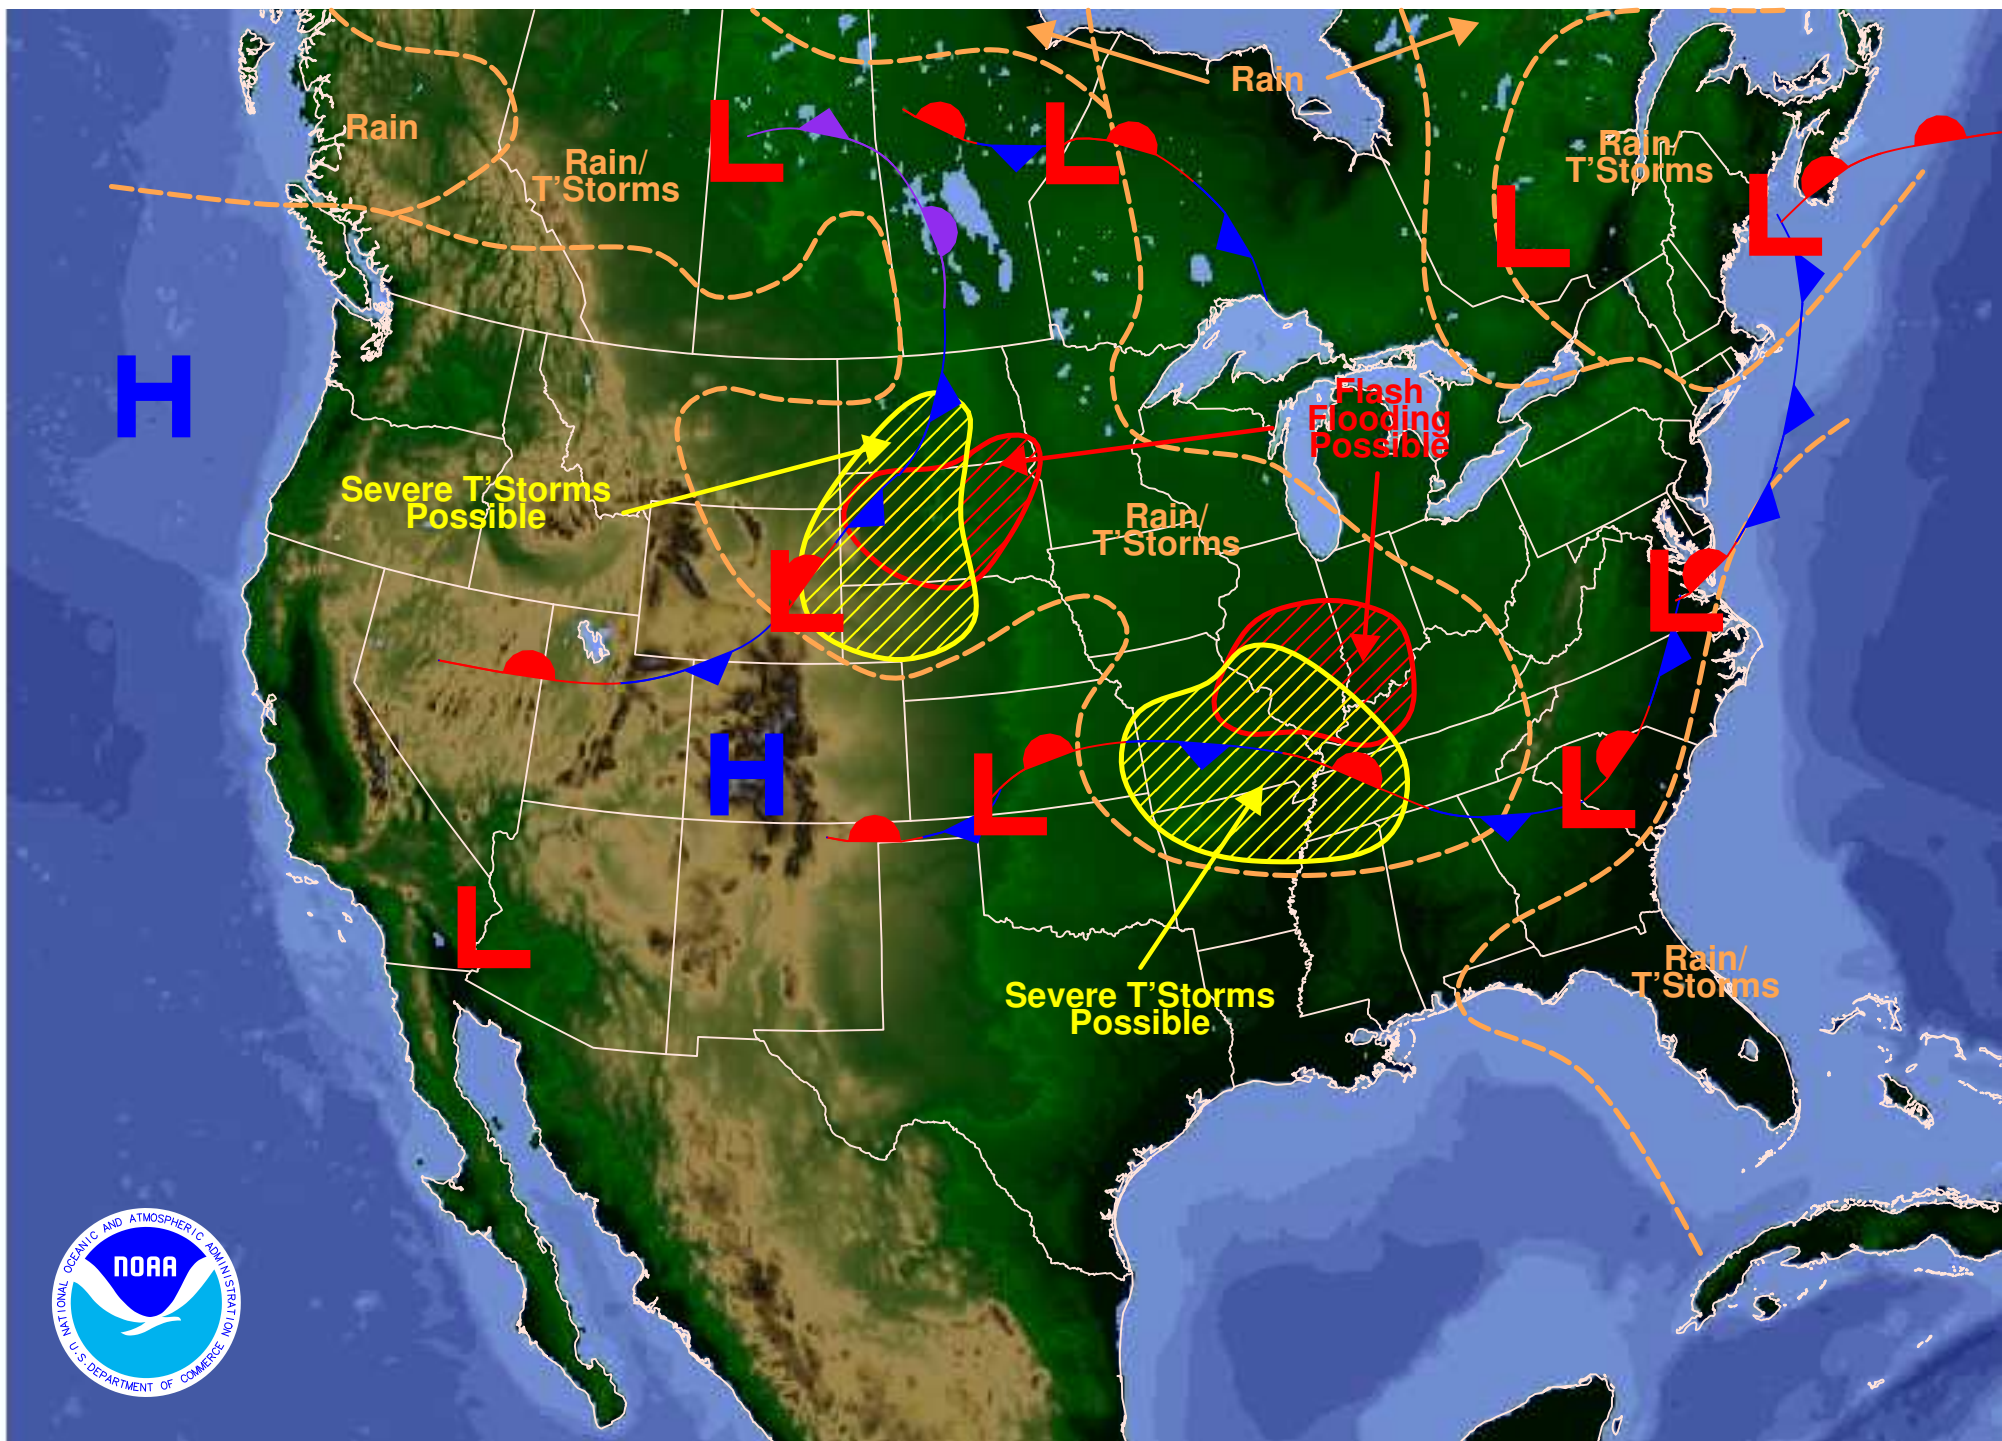 Rain
Rain
Rain/
T'Storms
Rain/
T'Storms
L
L
L
L
H
Flash
Flooding
Possible
Severe T'Storms
Possible
Rain/
T'Storms
L
L
H
L
L
L
Rain/
T'Storms
Severe T'Storms
Possible
NATIONAL OCEANIC AND ATMOSPHERIC ADMINISTRATION
NOAA
U.S. DEPARTMENT OF COMMERCE